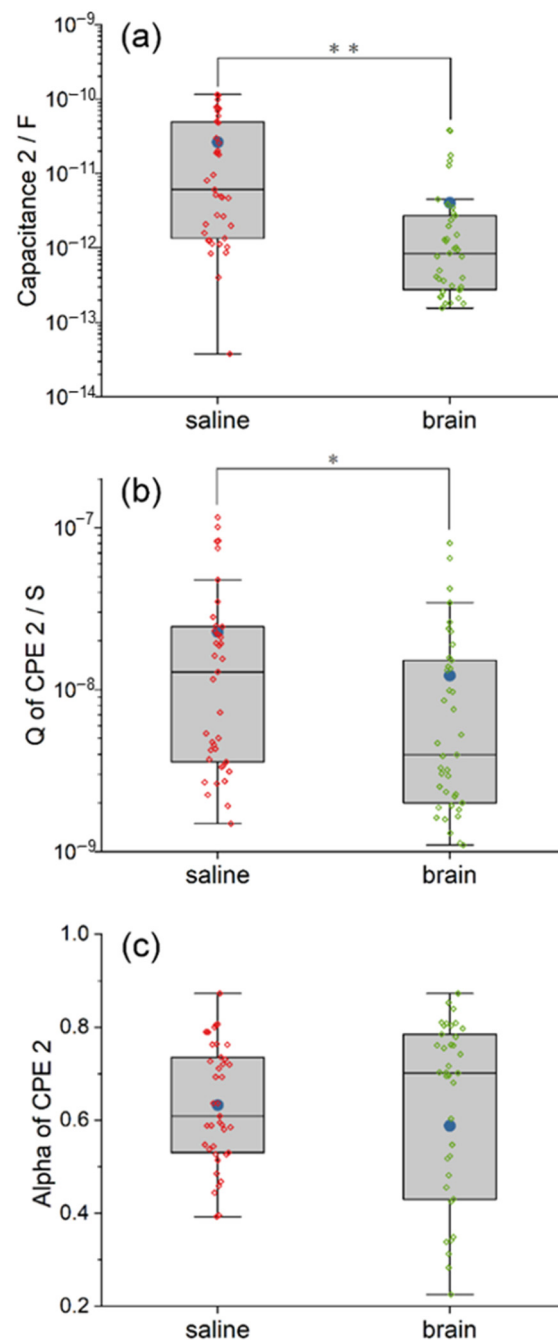 (a)
**
Capacitance 2 / F
10⁻⁹
10⁻¹⁰
10⁻¹¹
10⁻¹²
10⁻¹³
10⁻¹⁴
saline brain
(b)
*
Q of CPE 2 / S
10⁻⁷
10⁻⁸
10⁻⁹
saline brain
(c)
Alpha of CPE 2
1.0
0.8
0.6
0.4
0.2
saline brain